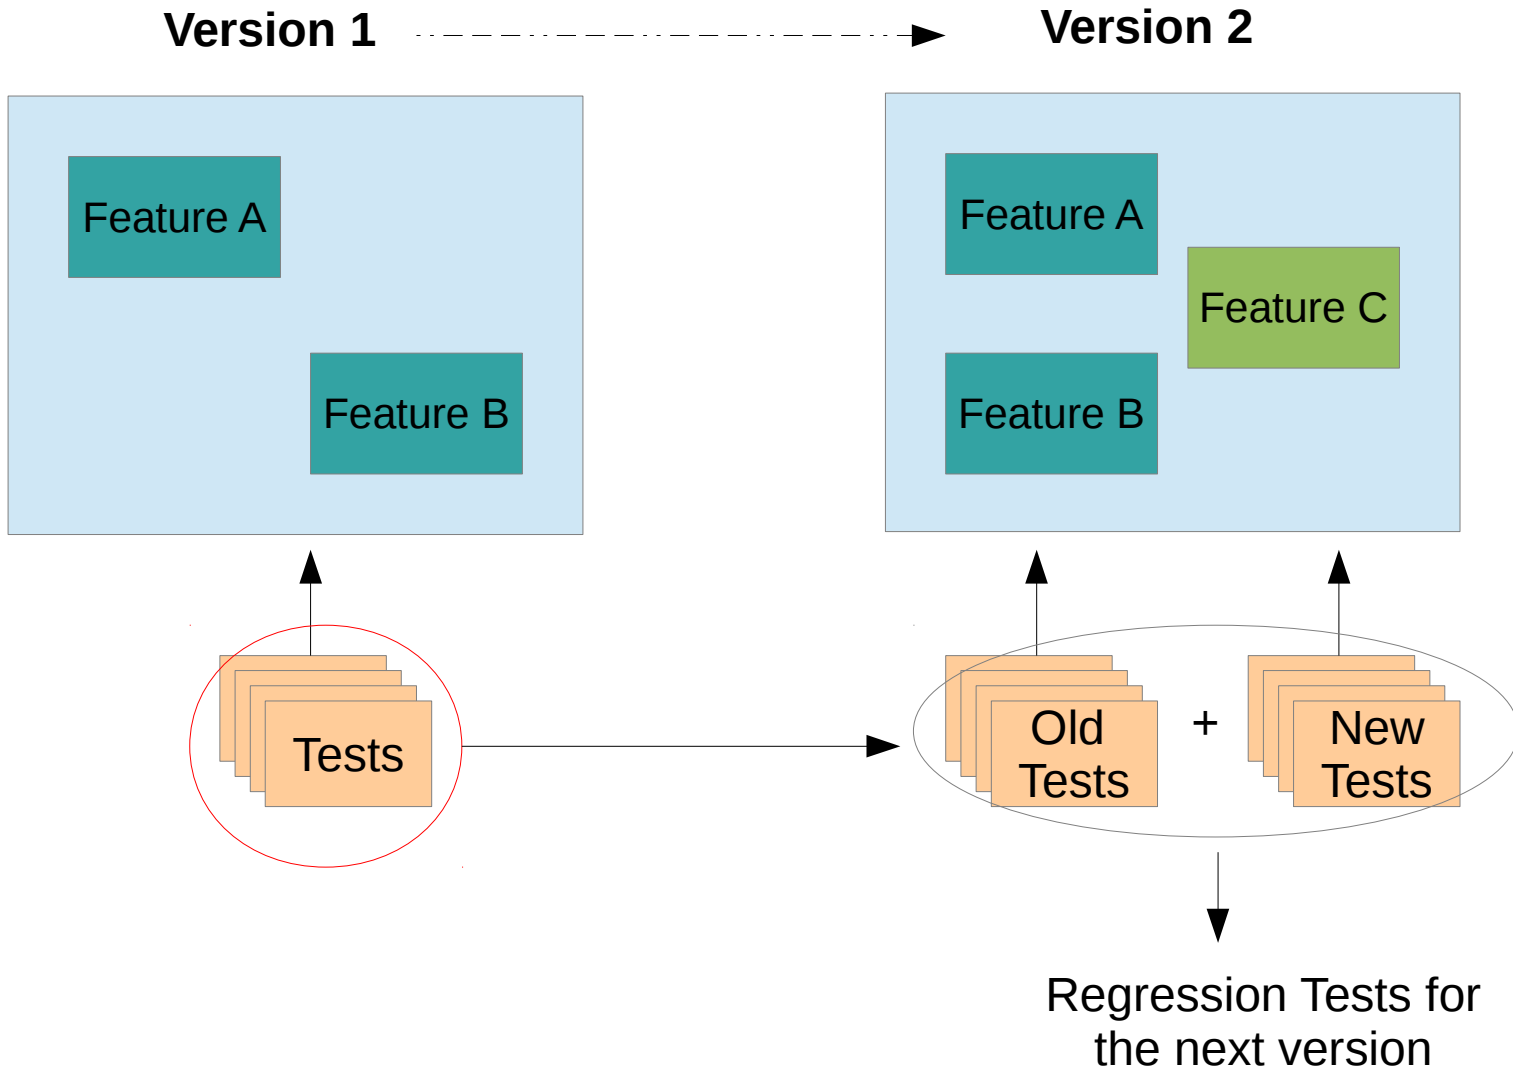 Version 1
Version 2
Feature A
Feature B
Feature A
Feature C
Feature B
Tests
Old
Tests
+
New
Tests
Regression Tests for
the next version